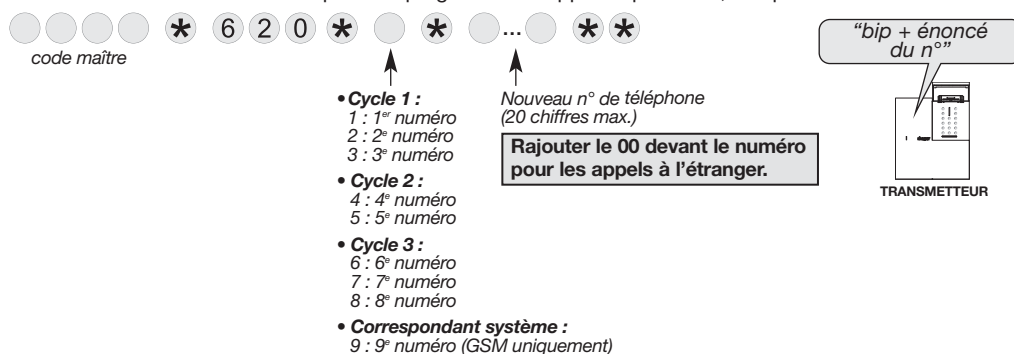 * 6 2 0 * * ... * *
code maître
• Cycle 1 :
1 : 1er numéro
2 : 2e numéro
3 : 3e numéro
• Cycle 2 :
4 : 4e numéro
5 : 5e numéro
• Cycle 3 :
6 : 6e numéro
7 : 7e numéro
8 : 8e numéro
• Correspondant système :
9 : 9e numéro (GSM uniquement)
Nouveau n° de téléphone
(20 chiffres max.)
Rajouter le 00 devant le numéro
pour les appels à l'étranger.
“bip + énoncé
du n°”
TRANSMETTEUR